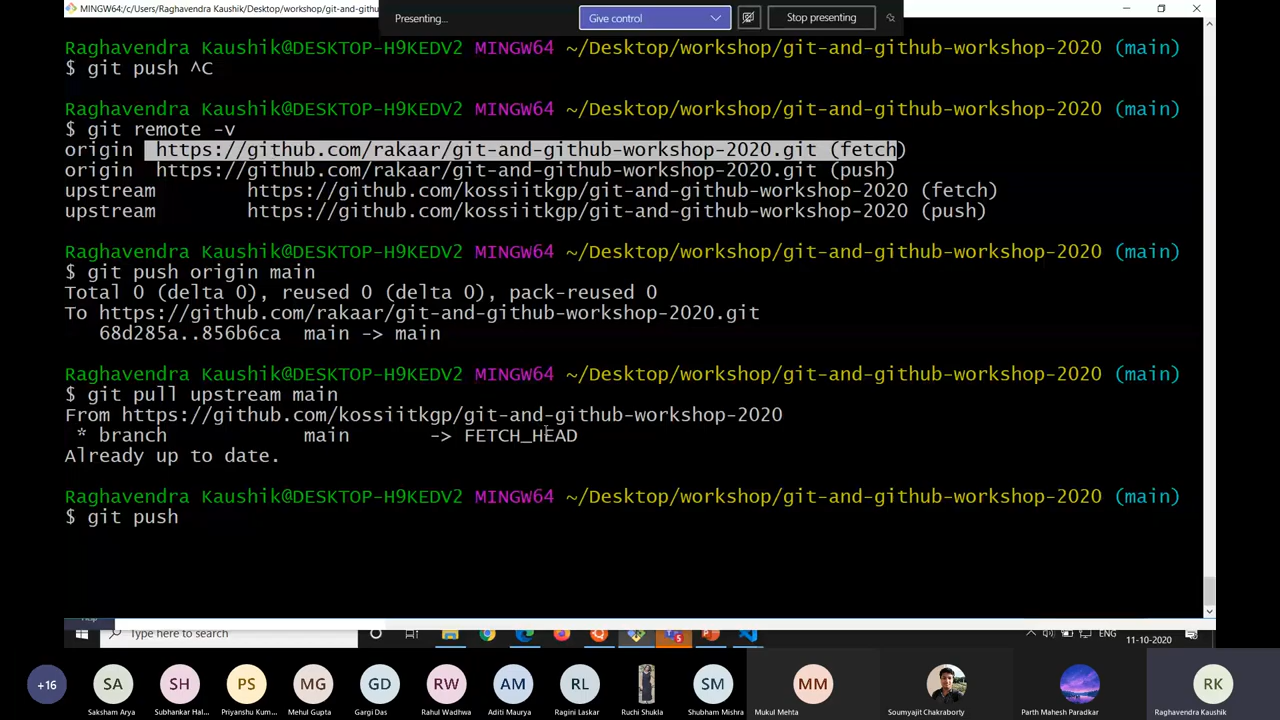 MINGW64:/c/Users/Raghavendra Kaushik/Desktop/workshop/git-and-githu
Presenting...
Give control
Stop presenting
Raghavendra Kaushik@DESKTOP-H9KEDV2 MINGW64 ~/Desktop/workshop/git-and-github-workshop-2020 (main)
$ git push ^C
Raghavendra Kaushik@DESKTOP-H9KEDV2 MINGW64 ~/Desktop/workshop/git-and-github-workshop-2020 (main)
$ git remote -v
origin https://github.com/rakaar/git-and-github-workshop-2020.git (fetch)
origin https://github.com/rakaar/git-and-github-workshop-2020.git (push)
upstream https://github.com/kossiitkgp/git-and-github-workshop-2020 (fetch)
upstream https://github.com/kossiitkgp/git-and-github-workshop-2020 (push)
Raghavendra Kaushik@DESKTOP-H9KEDV2 MINGW64 ~/Desktop/workshop/git-and-github-workshop-2020 (main)
$ git push origin main
Total 0 (delta 0), reused 0 (delta 0), pack-reused 0
To https://github.com/rakaar/git-and-github-workshop-2020.git
68d285a..856b6ca main -> main
Raghavendra Kaushik@DESKTOP-H9KEDV2 MINGW64 ~/Desktop/workshop/git-and-github-workshop-2020 (main)
$ git pull upstream main
From https://github.com/kossiitkgp/git-and-github-workshop-2020
* branch main -> FETCH_HEAD
Already up to date.
Raghavendra Kaushik@DESKTOP-H9KEDV2 MINGW64 ~/Desktop/workshop/git-and-github-workshop-2020 (main)
$ git push
Type here to search
ENG
11-10-2020
+16 SA SH PS MG GD RW AM RL SM MM RK
Saksham Arya Subhankar Hal... Priyanshu Kum... Mehul Gupta Gargi Das Rahul Wadhwa Aditi Maurya Ragini Laskar Ruchi Shukla Shubham Mishra Mukul Mehta Soumyajit Chakraborty Parth Mahesh Paradkar Raghavendra Kaushik